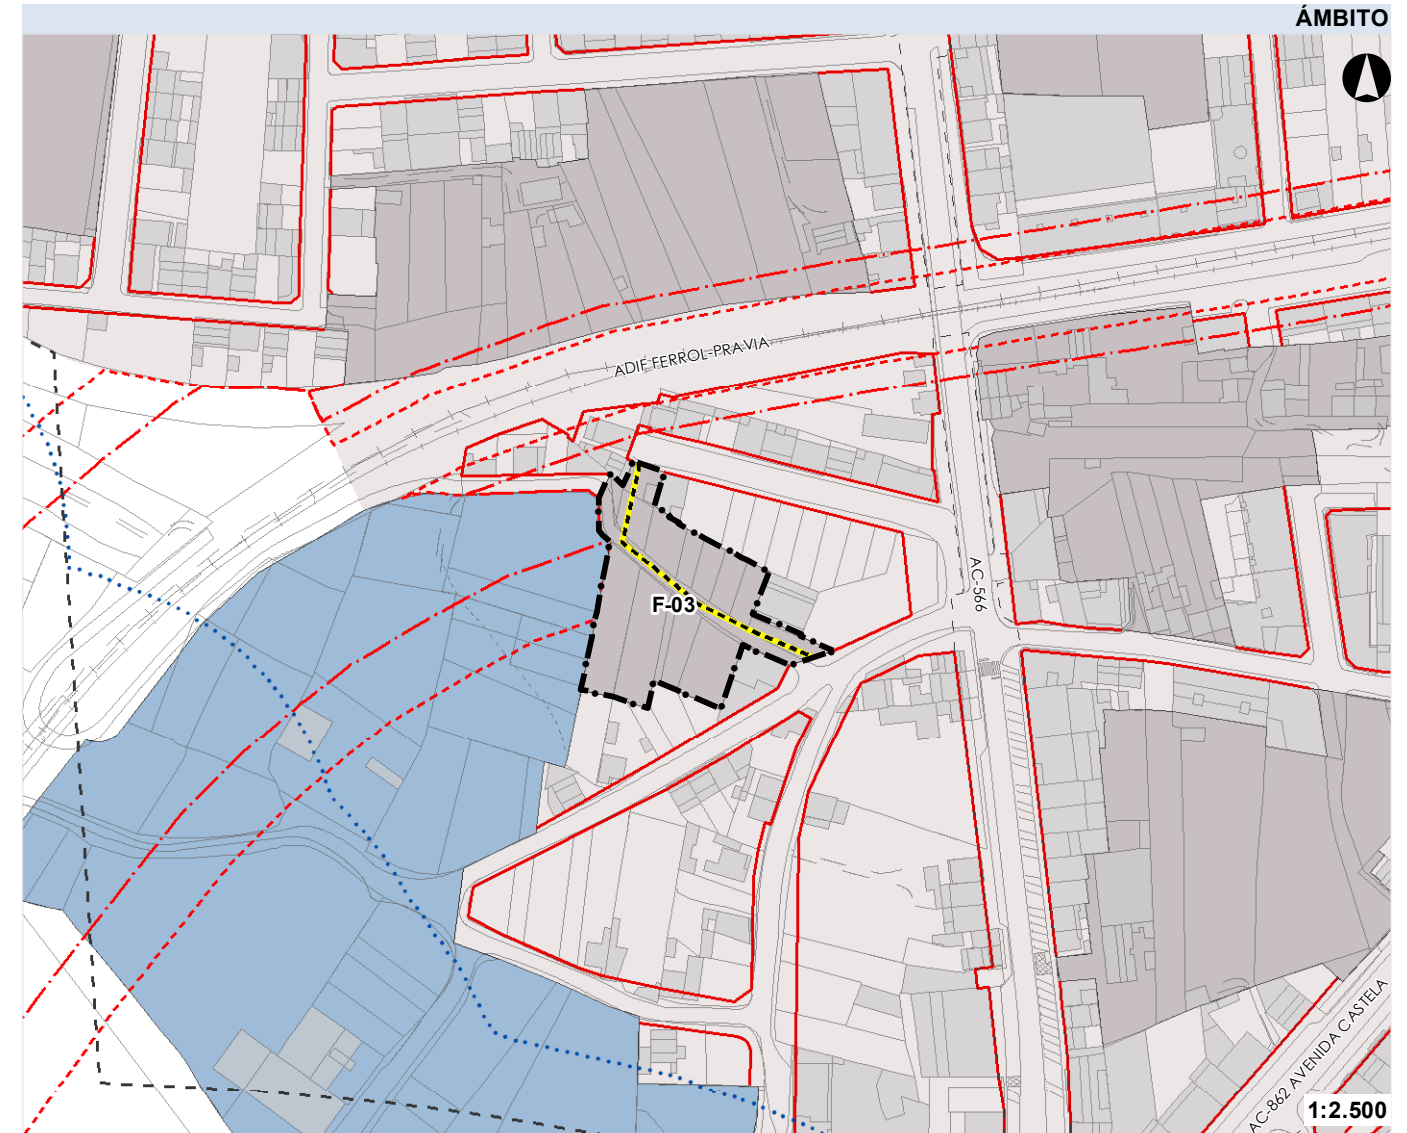 ÁMBITO
ADIF FERROL-PRAVIA
AC-566
F-03
AC-862 AVENIDA CASTELA
1:2.500